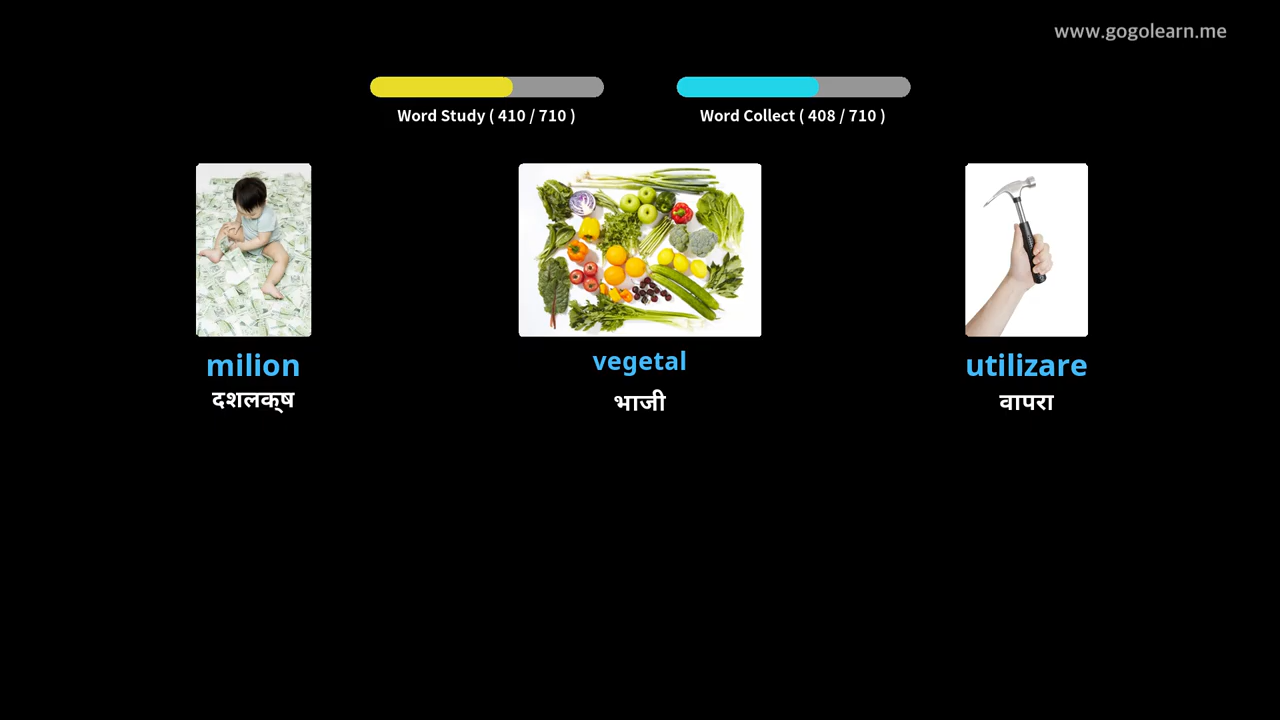 www.gogolearn.me
Word Study ( 410 / 710 )
Word Collect ( 408 / 710 )
milion
vegetal
utilizare
दशलक्ष
भाजी
वापरा